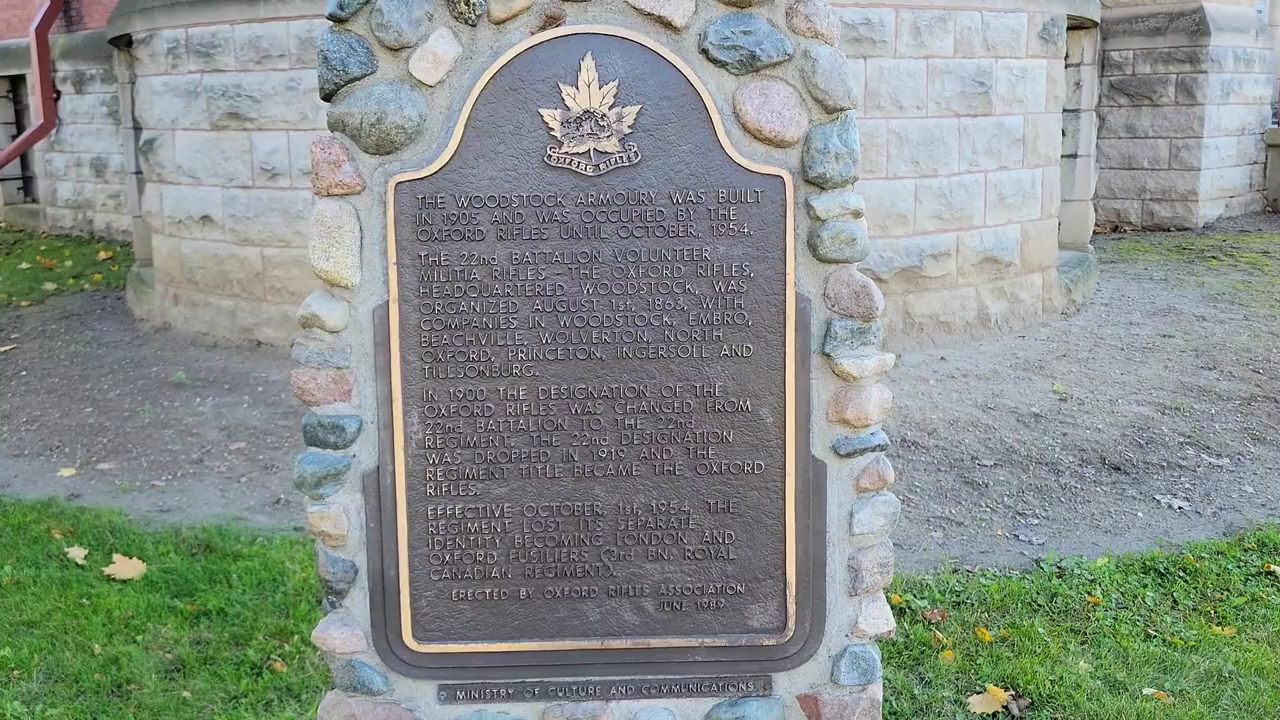 OXFORD RIFLES
THE WOODSTOCK ARMOURY WAS BUILT
IN 1905 AND WAS OCCUPIED BY THE
OXFORD RIFLES UNTIL OCTOBER, 1954.
THE 22nd BATTALION VOLUNTEER
MILITIA RIFLES - THE OXFORD RIFLES,
HEADQUARTERED WOODSTOCK, WAS
ORGANIZED AUGUST 1st, 1863, WITH
COMPANIES IN WOODSTOCK, EMBRO,
BEACHVILLE, WOLVERTON, NORTH
OXFORD, PRINCETON, INGERSOLL AND
TILLSONBURG.
IN 1900 THE DESIGNATION OF THE
OXFORD RIFLES WAS CHANGED FROM
22nd BATTALION TO THE 22nd
REGIMENT. THE 22nd DESIGNATION
WAS DROPPED IN 1919 AND THE
REGIMENT TITLE BECAME THE OXFORD
RIFLES.
EFFECTIVE OCTOBER, 1st, 1954, THE
REGIMENT LOST ITS SEPARATE
IDENTITY BECOMING LONDON AND
OXFORD FUSILIERS (3rd BN. ROYAL
CANADIAN REGIMENT).
ERECTED BY OXFORD RIFLES ASSOCIATION
JUNE 1989
MINISTRY OF CULTURE AND COMMUNICATIONS